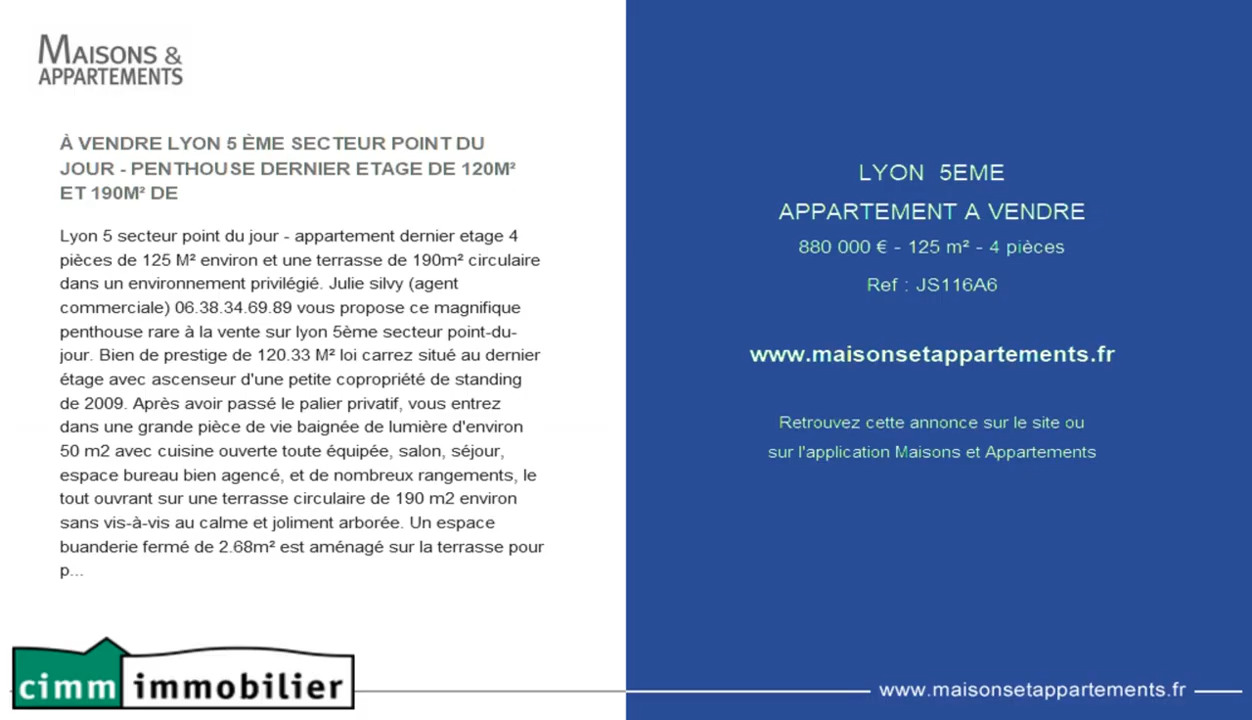 MAISONS &
APPARTEMENTS
À VENDRE LYON 5 ÈME SECTEUR POINT DU
JOUR - PENTHOUSE DERNIER ETAGE DE 120M²
ET 190M² DE
Lyon 5 secteur point du jour - appartement dernier etage 4
pièces de 125 M² environ et une terrasse de 190m² circulaire
dans un environnement privilégié. Julie silvy (agent
commerciale) 06.38.34.69.89 vous propose ce magnifique
penthouse rare à la vente sur lyon 5ème secteur point-du-
jour. Bien de prestige de 120.33 M² loi carrez situé au dernier
étage avec ascenseur d'une petite copropriété de standing
de 2009. Après avoir passé le palier privatif, vous entrez
dans une grande pièce de vie baignée de lumière d'environ
50 m2 avec cuisine ouverte toute équipée, salon, séjour,
espace bureau bien agencé, et de nombreux rangements, le
tout ouvrant sur une terrasse circulaire de 190 m2 environ
sans vis-à-vis au calme et joliment arborée. Un espace
buanderie fermé de 2.68m² est aménagé sur la terrasse pour
p...
cimm immobilier
LYON 5EME
APPARTEMENT A VENDRE
880 000 € - 125 m² - 4 pièces
Ref : JS116A6
www.maisonsetappartements.fr
Retrouvez cette annonce sur le site ou
sur l'application Maisons et Appartements
www.maisonsetappartements.fr